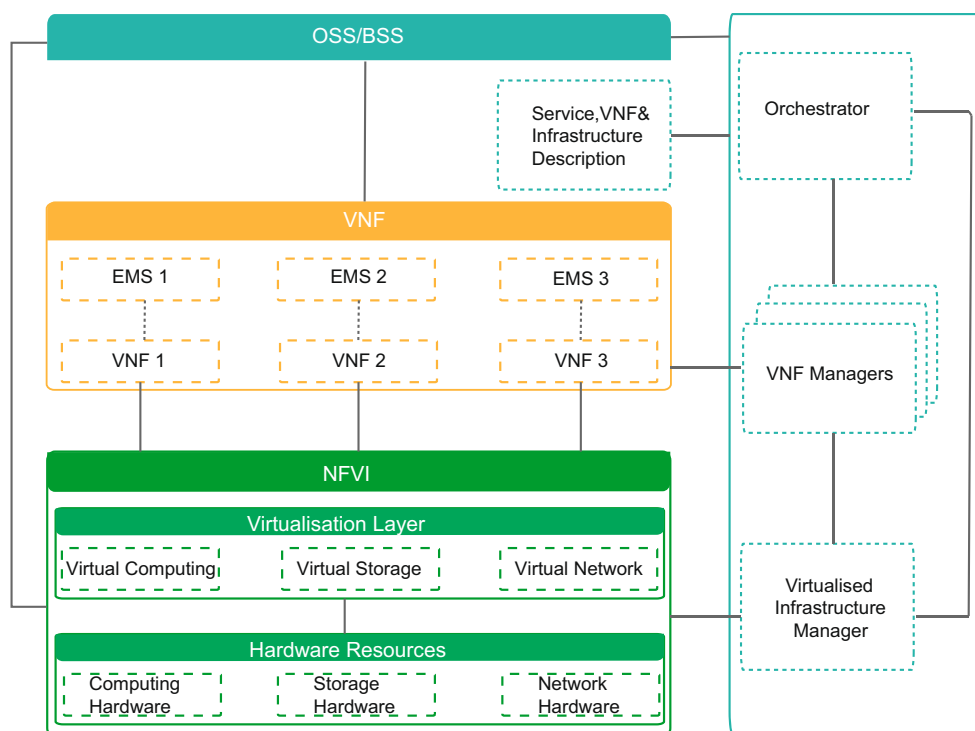 OSS/BSS
Service,VNF&
Infrastructure
Description
Orchestrator
VNF
EMS 1
EMS 2
EMS 3
VNF 1
VNF 2
VNF 3
VNF Managers
NFVI
Virtualisation Layer
Virtual Computing
Virtual Storage
Virtual Network
Virtualised
Infrastructure
Manager
Hardware Resources
Computing
Hardware
Storage
Hardware
Network
Hardware